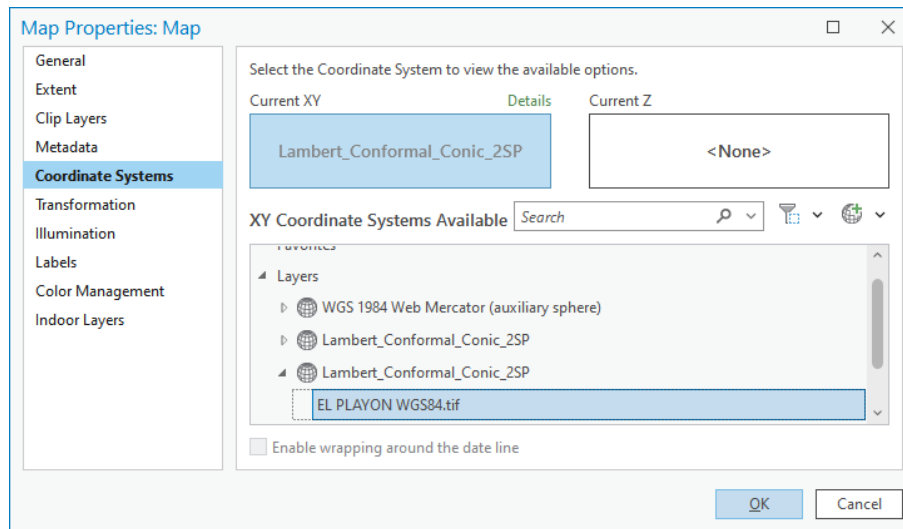 Map Properties: Map
General
Extent
Clip Layers
Metadata
Coordinate Systems
Transformation
Illumination
Labels
Color Management
Indoor Layers
Select the Coordinate System to view the available options.
Current XY Details Current Z
Lambert_Conformal_Conic_2SP <None>
XY Coordinate Systems Available Search
Favorites
Layers
WGS 1984 Web Mercator (auxiliary sphere)
Lambert_Conformal_Conic_2SP
Lambert_Conformal_Conic_2SP
EL PLAYON WGS84.tif
Enable wrapping around the date line
OK Cancel